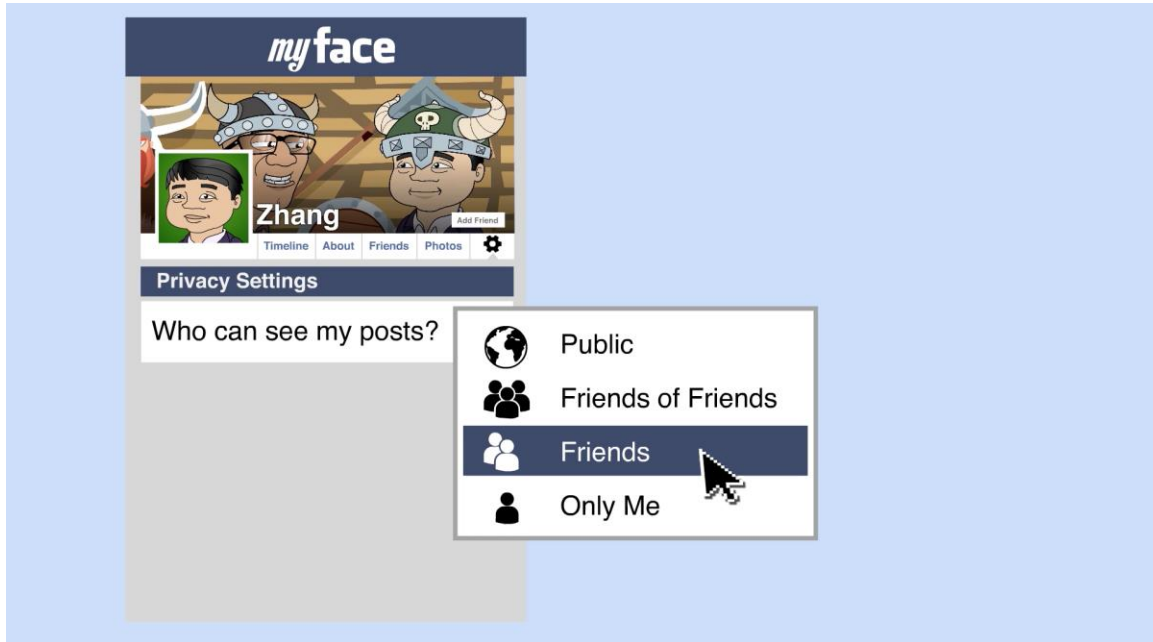 myface
Zhang
Add Friend
Timeline About Friends Photos
Privacy Settings
Who can see my posts?
Public
Friends of Friends
Friends
Only Me